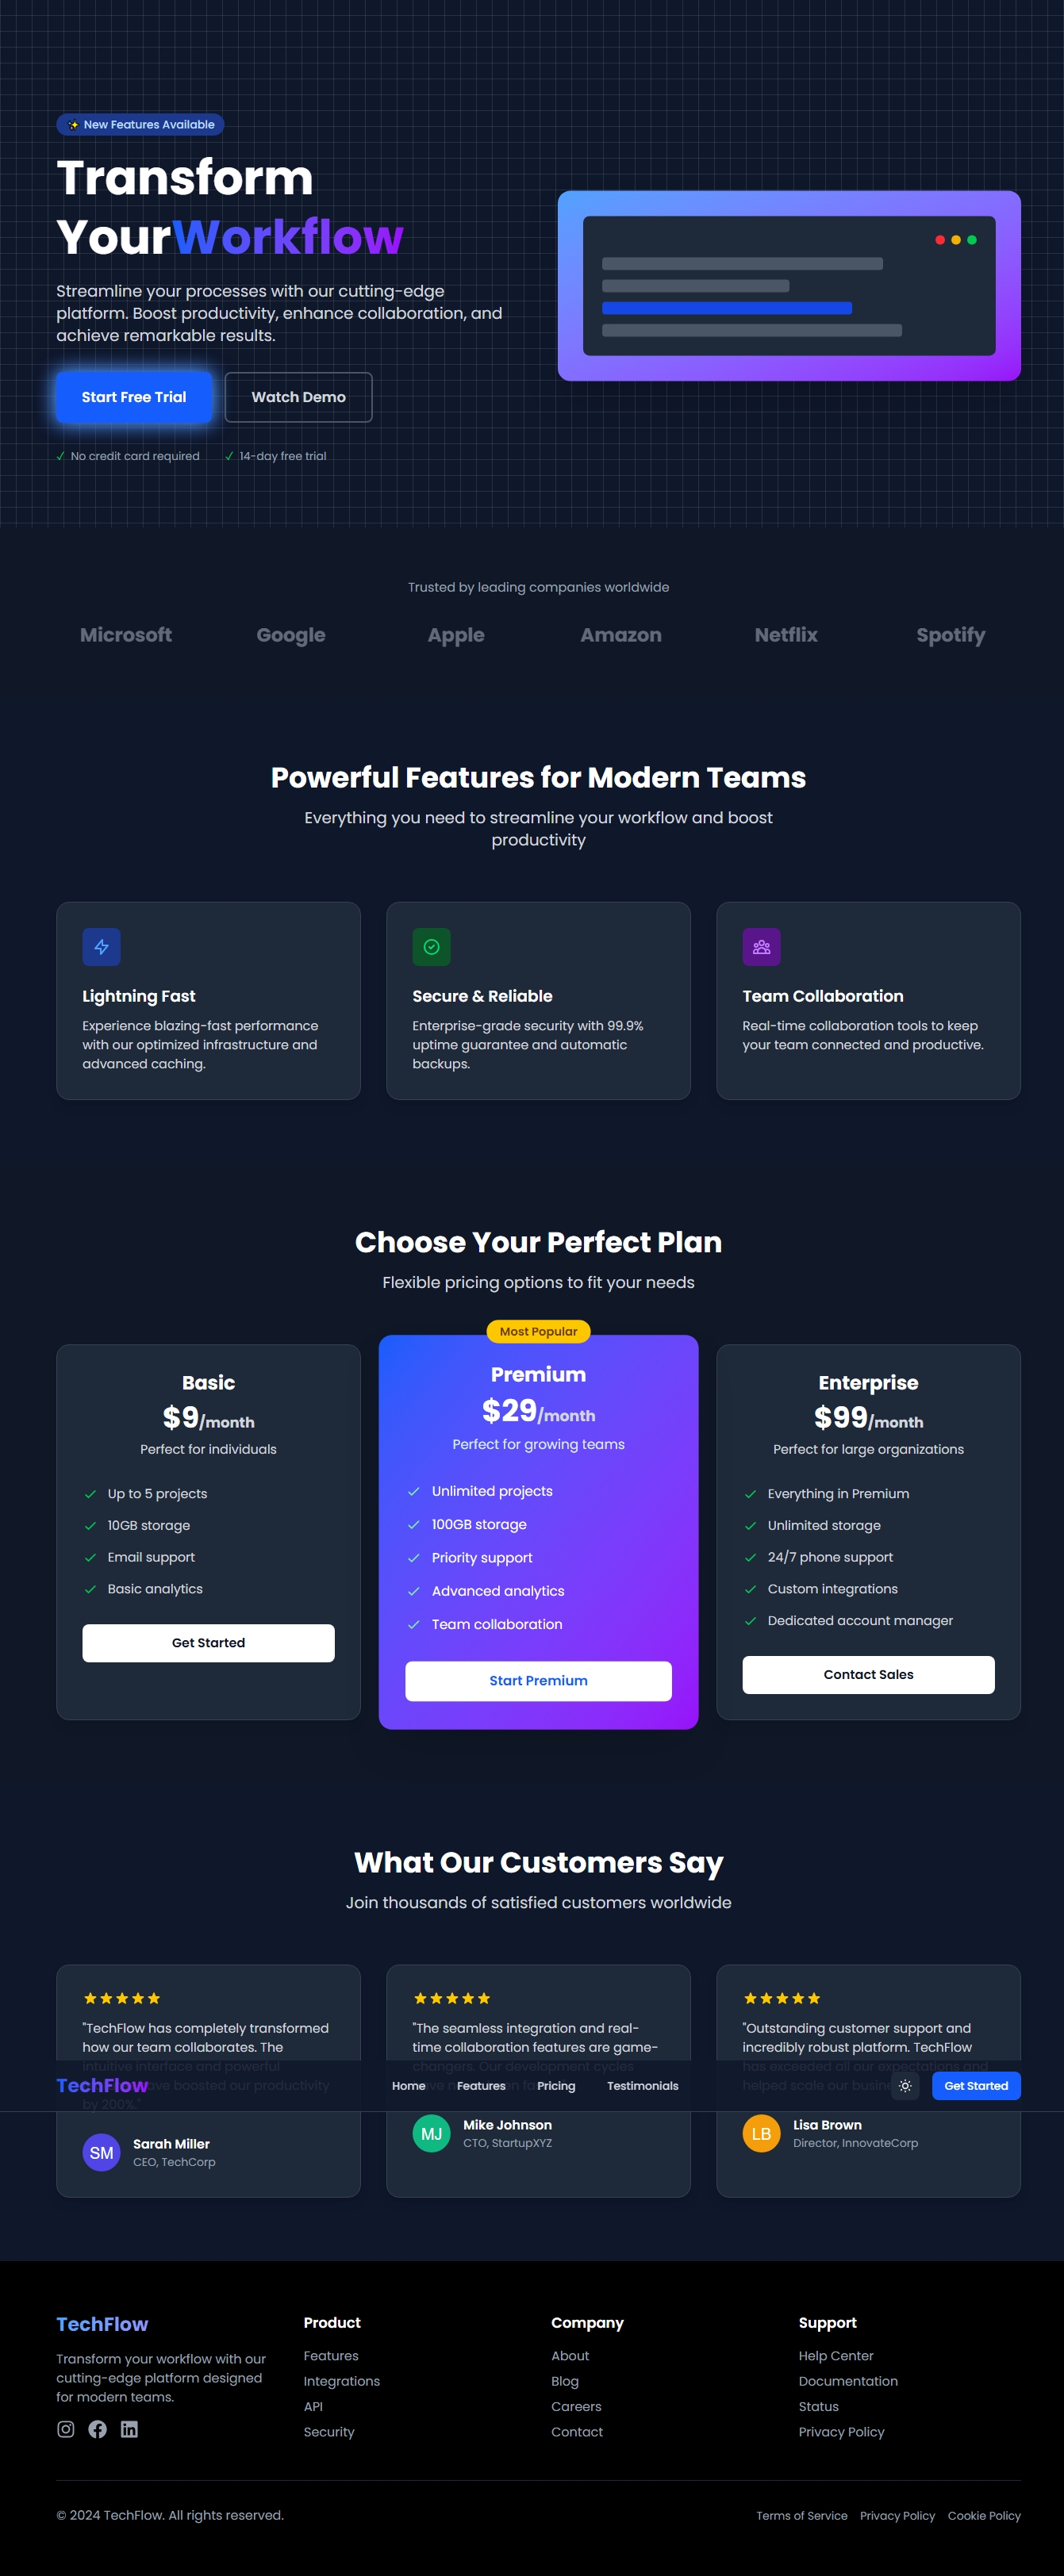 ✨ New Features Available
Transform
YourWorkflow
Streamline your processes with our cutting-edge
platform. Boost productivity, enhance collaboration, and
achieve remarkable results.
Start Free Trial
Watch Demo
✓ No credit card required
✓ 14-day free trial
Trusted by leading companies worldwide
Microsoft
Google
Apple
Amazon
Netflix
Spotify
Powerful Features for Modern Teams
Everything you need to streamline your workflow and boost
productivity
Lightning Fast
Experience blazing-fast performance
with our optimized infrastructure and
advanced caching.
Secure & Reliable
Enterprise-grade security with 99.9%
uptime guarantee and automatic
backups.
Team Collaboration
Real-time collaboration tools to keep
your team connected and productive.
Choose Your Perfect Plan
Flexible pricing options to fit your needs
Basic
$9/month
Perfect for individuals
Up to 5 projects
10GB storage
Email support
Basic analytics
Get Started
Most Popular
Premium
$29/month
Perfect for growing teams
Unlimited projects
100GB storage
Priority support
Advanced analytics
Team collaboration
Start Premium
Enterprise
$99/month
Perfect for large organizations
Everything in Premium
Unlimited storage
24/7 phone support
Custom integrations
Dedicated account manager
Contact Sales
What Our Customers Say
Join thousands of satisfied customers worldwide
"TechFlow has completely transformed
how our team collaborates. The
intuitive interface and powerful
have boosted our productivity
by 200%."
SM
Sarah Miller
CEO, TechCorp
"The seamless integration and real-
time collaboration features are game-
changers. Our development cycles
MJ
Mike Johnson
CTO, StartupXYZ
"Outstanding customer support and
incredibly robust platform. TechFlow
has exceeded all our expectations and
helped scale our
LB
Lisa Brown
Director, InnovateCorp
TechFlow
Home
Features
Pricing
Testimonials
Get Started
TechFlow
Transform your workflow with our
cutting-edge platform designed
for modern teams.
Product
Features
Integrations
API
Security
Company
About
Blog
Careers
Contact
Support
Help Center
Documentation
Status
Privacy Policy
© 2024 TechFlow. All rights reserved.
Terms of Service
Privacy Policy
Cookie Policy